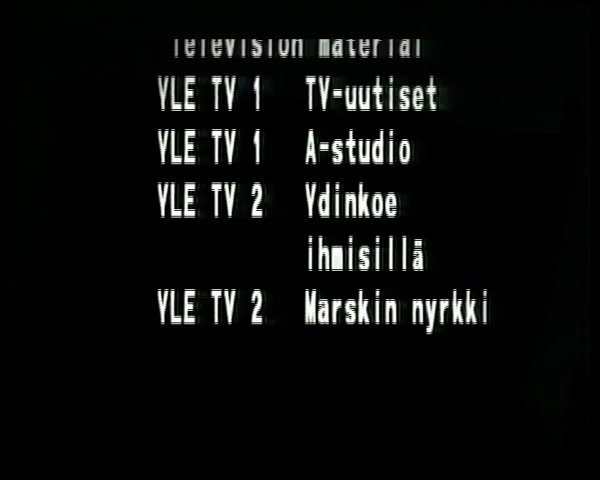 Television material
YLE TV 1 TV-uutiset
YLE TV 1 A-studio
YLE TV 2 Ydinkoe
ihmisillä
YLE TV 2 Marskin nyrkki